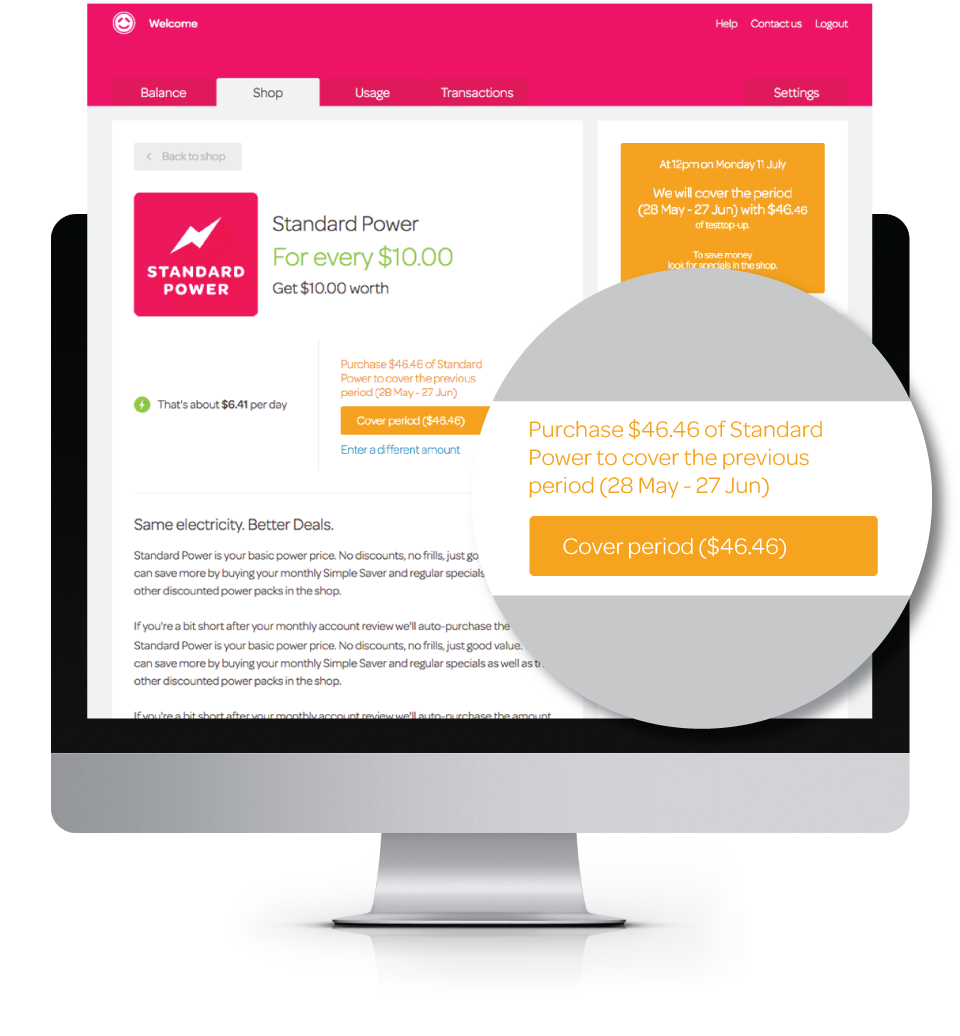 Welcome
Help Contact us Logout
Balance Shop Usage Transactions Settings
Back to shop
STANDARD
POWER
Standard Power
For every $10.00
Get $10.00 worth
At 12pm on Monday 11 July
We will cover the period
(28 May - 27 Jun) with $46.46
of testtop-up.
To save money
look for specials in the shop.
That's about $6.41 per day
Purchase $46.46 of Standard
Power to cover the previous
period (28 May - 27 Jun)
Cover period ($46.46)
Enter a different amount
Purchase $46.46 of Standard
Power to cover the previous
period (28 May - 27 Jun)
Cover period ($46.46)
Same electricity. Better Deals.
Standard Power is your basic power price. No discounts, no frills, just
can save more by buying your monthly Simple Saver and regular specials
other discounted power packs in the shop.
If you're a bit short after your monthly account review we'll auto-purchase the
Standard Power is your basic power price. No discounts, no frills, just good value.
can save more by buying your monthly Simple Saver and regular specials as well as
other discounted power packs in the shop.
If you're a bit short after your monthly account review we'll auto-purchase the amount